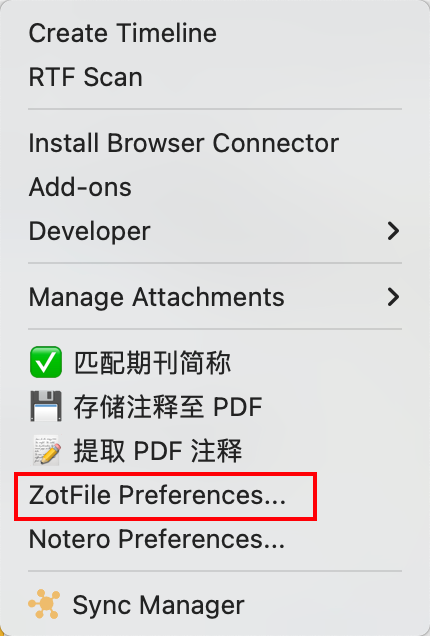 Create Timeline
RTF Scan
Install Browser Connector
Add-ons
Developer
Manage Attachments
匹配期刊简称
存储注释至 PDF
提取 PDF 注释
ZotFile Preferences...
Notero Preferences...
Sync Manager